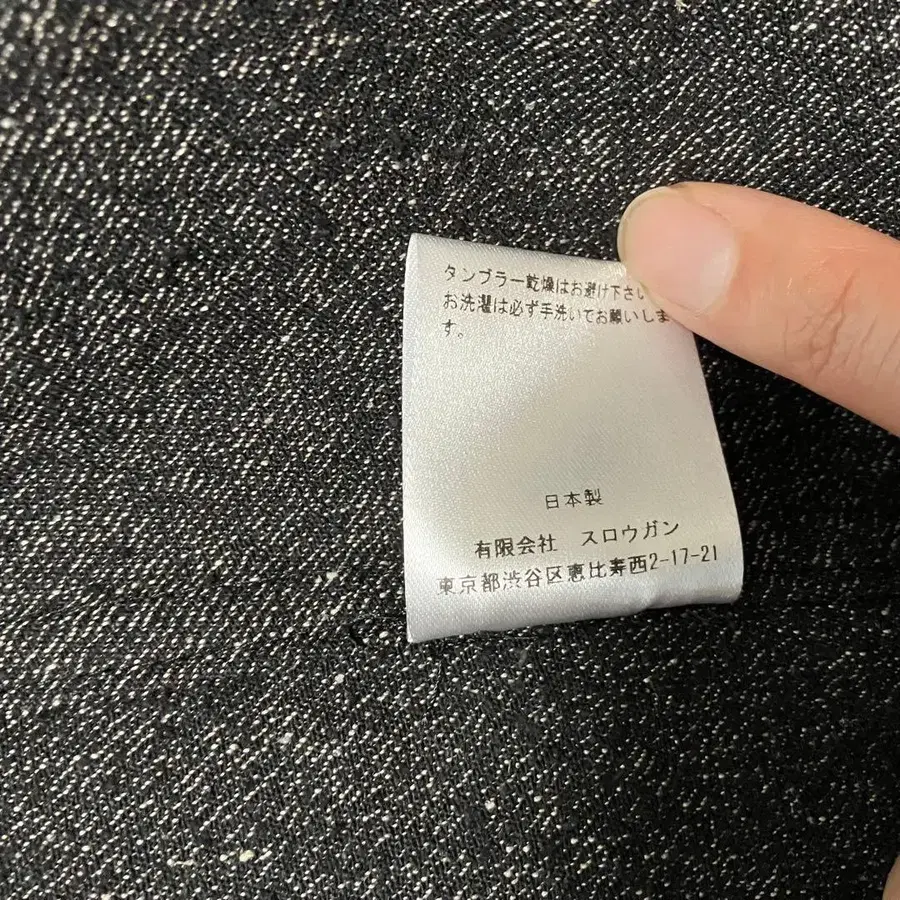 タンブラー乾燥はお避け下さい
お洗濯は必ず手洗いでお願いしま
す。
日本製
有限会社 スロウガン
東京都渋谷区恵比寿西2-17-21